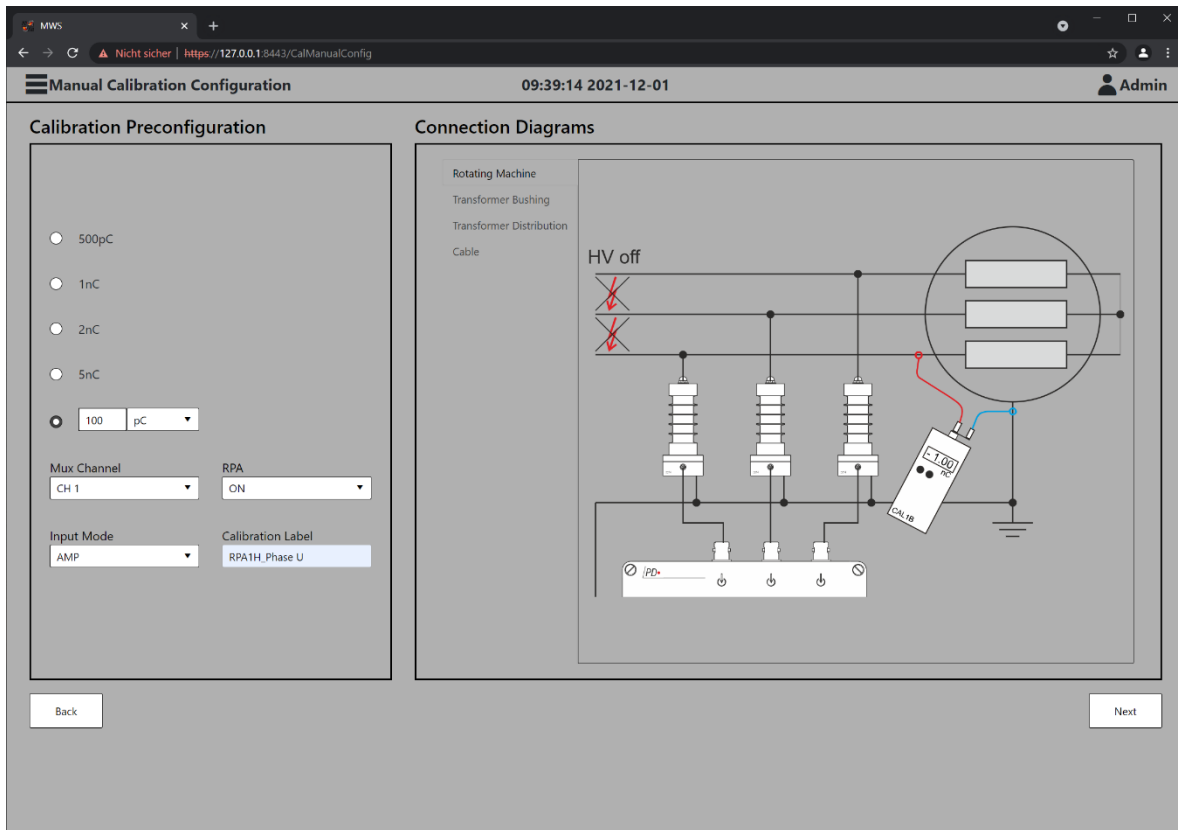 MWS
Nicht sicher | https://127.0.0.1:8443/CalManualConfig
Manual Calibration Configuration
09:39:14 2021-12-01
Admin
Calibration Preconfiguration
500pC
1nC
2nC
5nC
100 pC
Mux Channel
RPA
CH 1
ON
Input Mode
Calibration Label
AMP
RPA1H_Phase U
Connection Diagrams
Rotating Machine
Transformer Bushing
Transformer Distribution
Cable
HV off
- 1.00
nC
CAL1B
PD
Back
Next